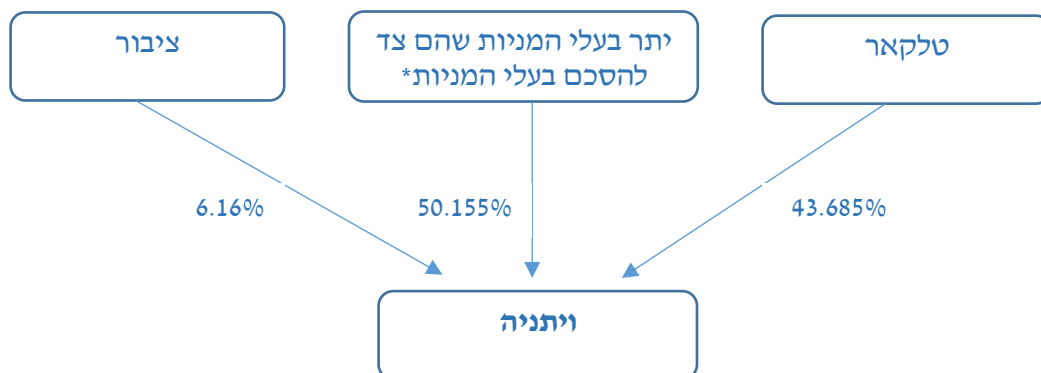 טלקאר
יתר בעלי המניות שהם צד
להסכם בעלי המניות*
ציבור
43.685%
50.155%
6.16%
ויתניה